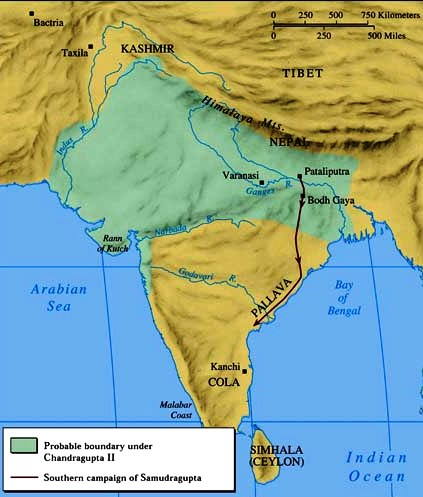 0 250 500 750 Kilometers
0 250 500 Miles
Bactria
Taxila
KASHMIR
TIBET
Himalaya Mts.
NEPAL
Indus R.
Varanasi
Pataliputra
Ganges R.
Bodh Gaya
Rann
of Kutch
Narbada R.
Godavari R.
PALLAVA
Arabian
Sea
Bay
of
Bengal
Kanchi
COLA
Malabar
Coast
SIMHALA
(CEYLON)
Indian
Ocean
Probable boundary under
Chandragupta II
Southern campaign of Samudragupta